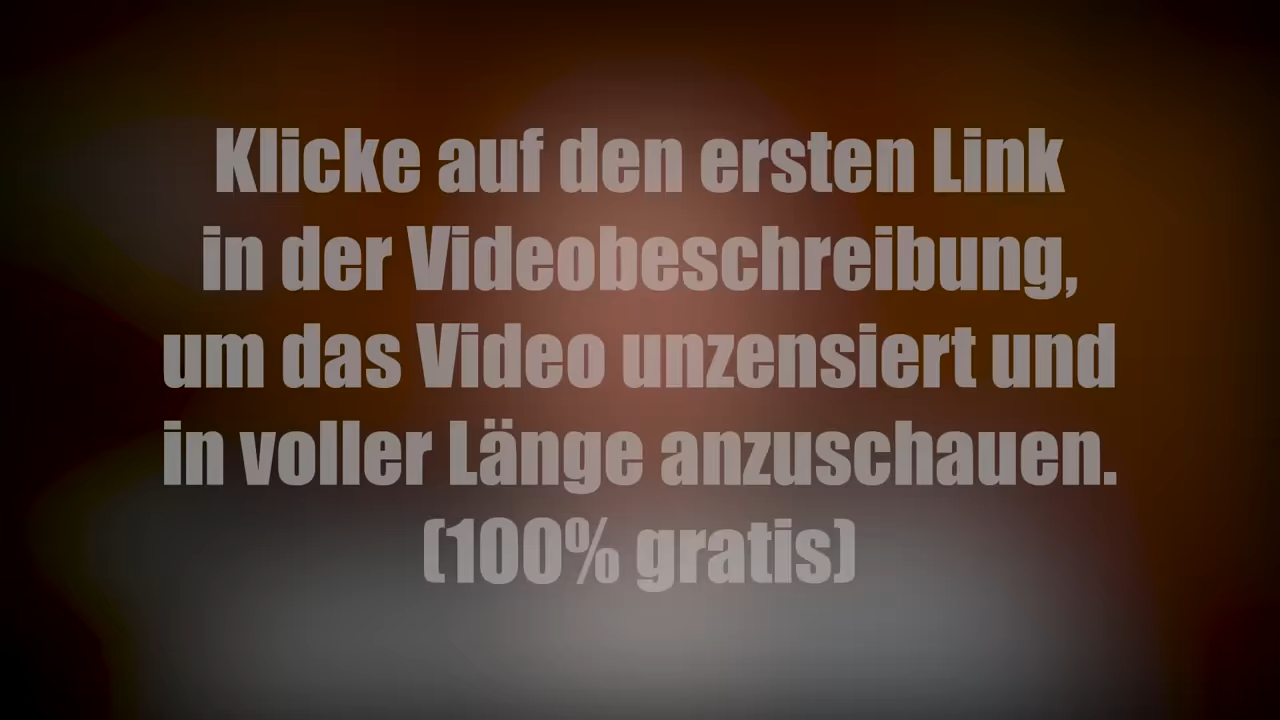 Klicke auf den ersten Link
in der Videobeschreibung,
um das Video unzensiert und
in voller Länge anzuschauen.
(100% gratis)